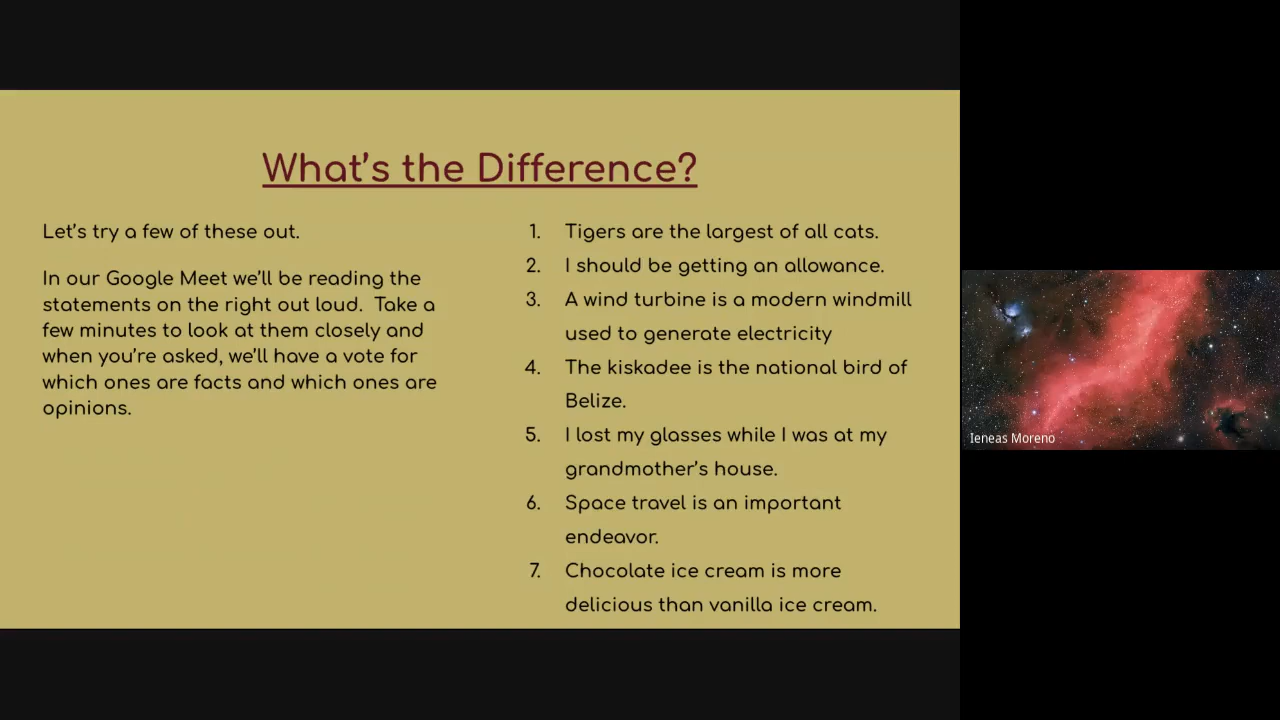 What's the Difference?
Let's try a few of these out.
In our Google Meet we'll be reading the
statements on the right out loud.  Take a
few minutes to look at them closely and
when you're asked, we'll have a vote for
which ones are facts and which ones are
opinions.
1. Tigers are the largest of all cats.
2. I should be getting an allowance.
3. A wind turbine is a modern windmill
used to generate electricity
4. The kiskadee is the national bird of
Belize.
5. I lost my glasses while I was at my
grandmother's house.
6. Space travel is an important
endeavor.
7. Chocolate ice cream is more
delicious than vanilla ice cream.
Ieneas Moreno